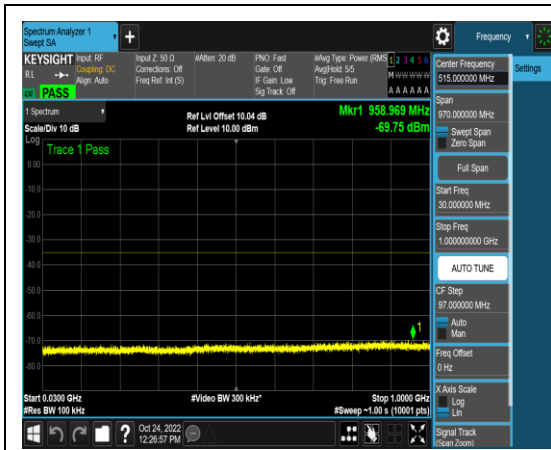 Spectrum Analyzer 1
Swept SA
+
Frequency
KEYSIGHT
RL
PASS
Input: RF
Coupling: DC
Align: Auto
Input Z: 50 Ω
Corrections: Off
Freq Ref: Int (S)
#Atten: 20 dB
PNO: Fast
Gate: Off
IF Gain: Low
Sig Track: Off
#Avg Type: Power (RMS
Avg|Hold: 5/5
Trig: Free Run
1 2 3 4 5 6
M W W W W W
A A A A A A
1 Spectrum
Scale/Div 10 dB
Ref Lvl Offset 10.04 dB
Ref Level 10.00 dBm
Mkr1 958.969 MHz
-69.75 dBm
Log
Trace 1 Pass
0.00
-10.0
-20.0
-30.0
-40.0
-50.0
-60.0
-70.0
-80.0
1
Start 0.0300 GHz
#Res BW 100 kHz
#Video BW 300 kHz*
Stop 1.0000 GHz
#Sweep ~1.00 s (10001 pts)
Oct 24, 2022
12:26:57 PM
?
Center Frequency
515.000000 MHz
Span
970.000000 MHz
Swept Span
Zero Span
Full Span
Start Freq
30.000000 MHz
Stop Freq
1.000000000 GHz
AUTO TUNE
CF Step
97.000000 MHz
Auto
Man
Freq Offset
0 Hz
X Axis Scale
Log
Lin
Signal Track
(Span Zoom)
Settings